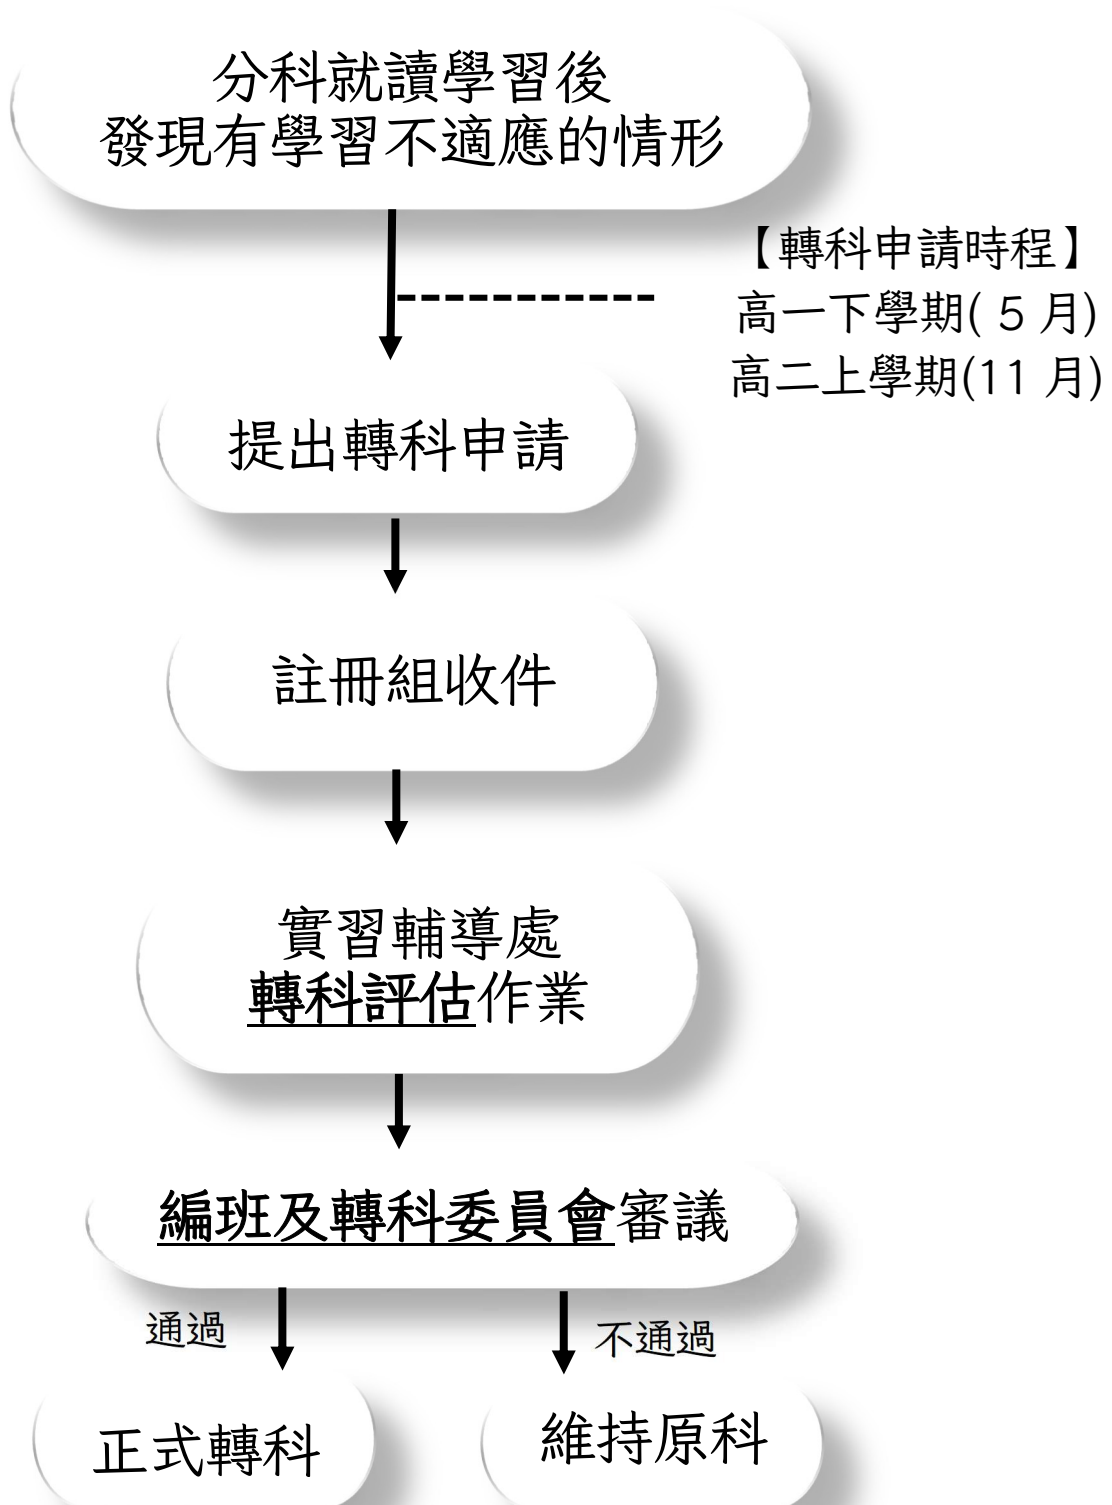 分科就讀學習後
發現有學習不適應的情形
【轉科申請時程】
高一下學期( 5 月)
高二上學期(11 月)
提出轉科申請
註冊組收件
實習輔導處
轉科評估作業
編班及轉科委員會審議
通過
不通過
正式轉科
維持原科